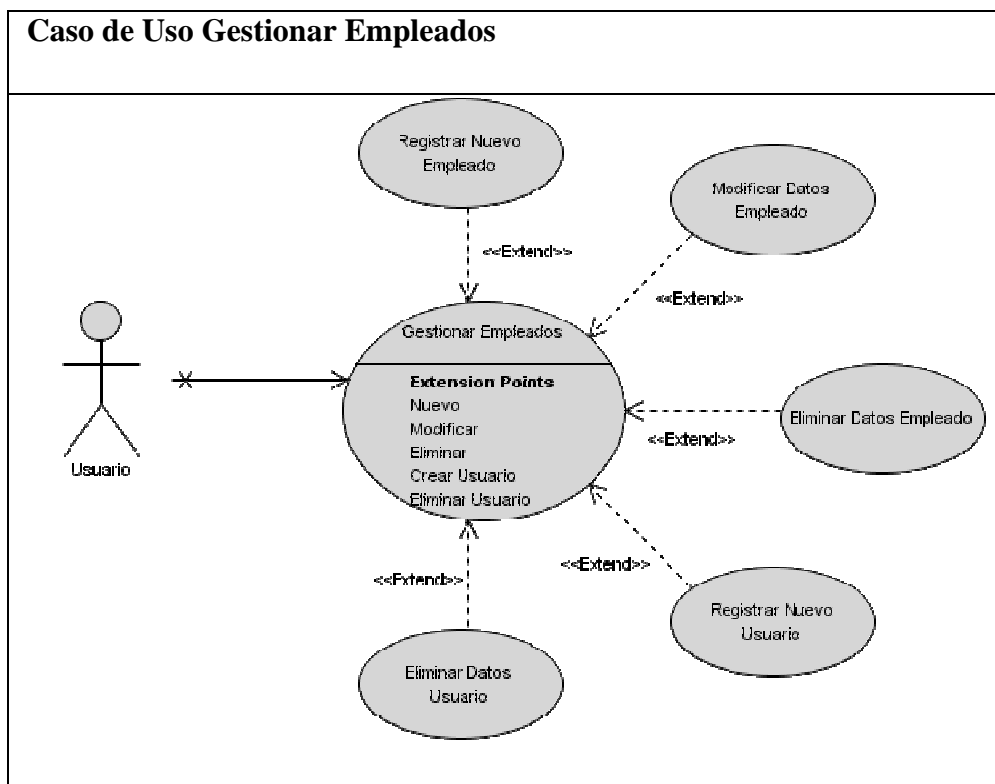 Caso de Uso Gestionar Empleados
Registrar Nuevo
Empleado
Modificar Datos
Empleado
<<Extend>>
<<Extend>>
Gestionar Empleados
Extension Points
Nuevo
Modificar
Eliminar
Crear Usuario
Eliminar Usuario
Usuario
Eliminar Datos Empleado
<<Extend>>
<<Extend>>
<<Extend>>
Registrar Nuevo
Usuario
Eliminar Datos
Usuario